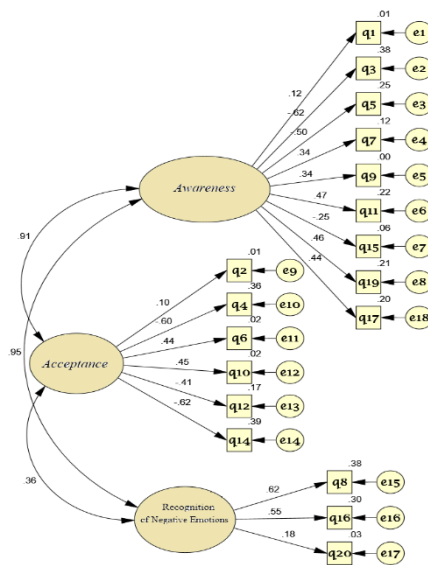 .01
q1 e1
.38
q3 e2
.25
q5 e3
.12
q7 e4
.00
q9 e5
.22
q11 e6
.06
q15 e7
.21
q19 e8
.20
q17 e18
.12
-.62
-.50
.34
.34
.47
-.25
.46
.44
Awareness
.91
.01
q2 e9
.36
q4 e10
.02
q6 e11
.02
q10 e12
.17
q12 e13
.39
q14 e14
.10
-.60
.44
.45
-.41
-.62
Acceptance
.95
.36
.38
q8 e15
.30
q16 e16
.03
q20 e17
.62
.55
.18
Recognition
of Negative Emotions